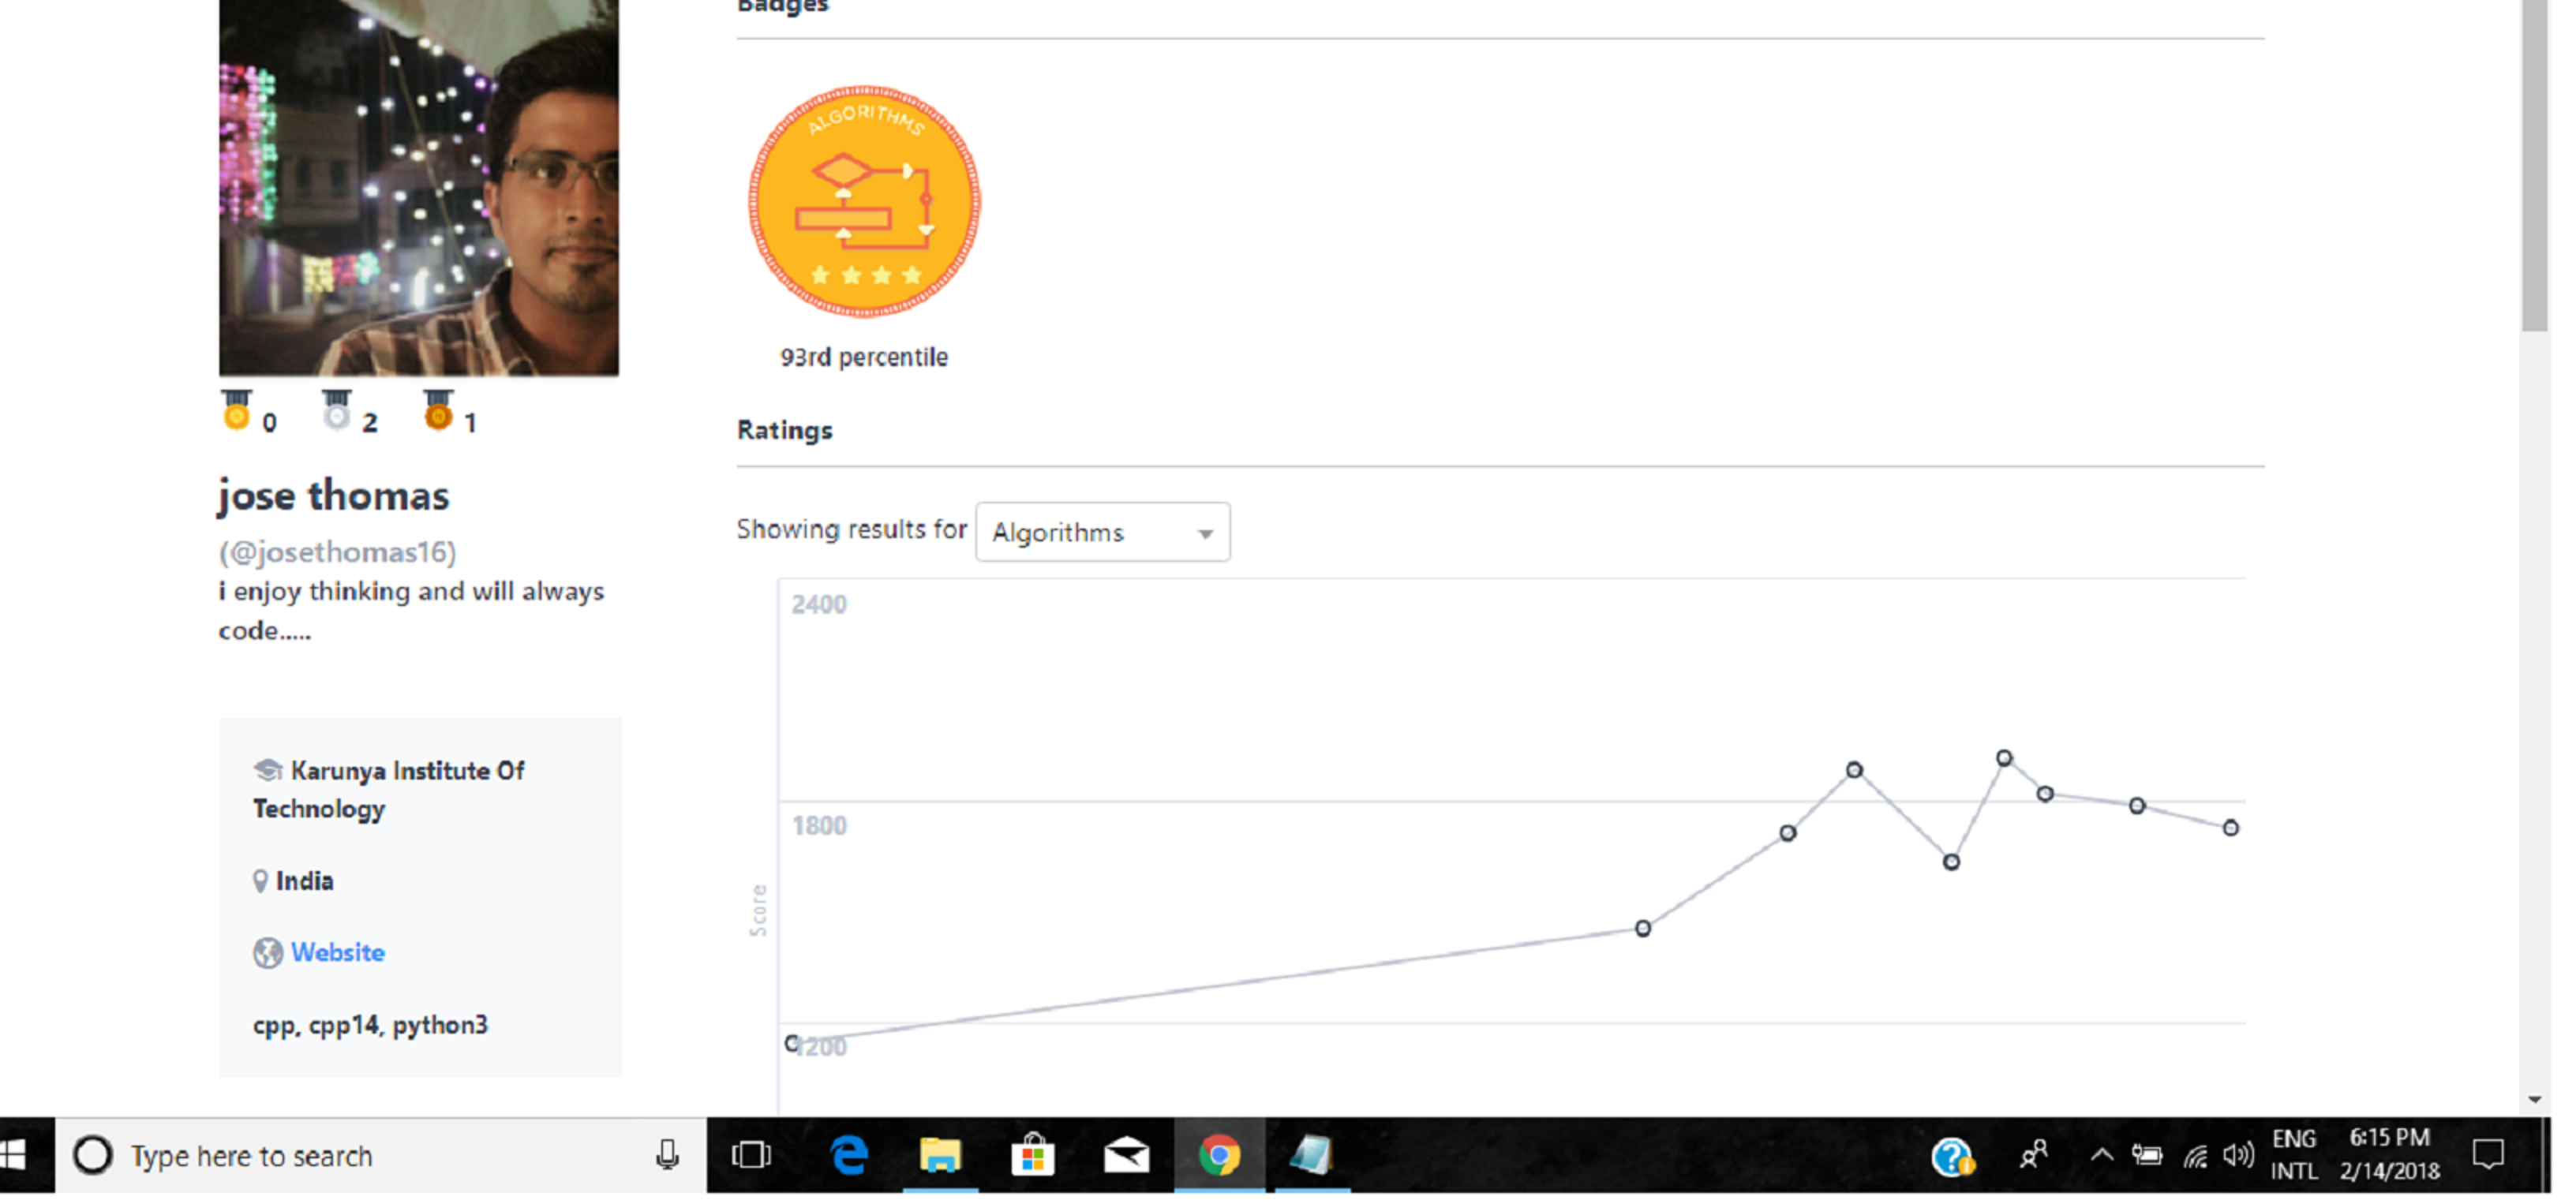 Badges
ALGORITHMS
93rd percentile
0 2 1
jose thomas
(@josethomas16)
i enjoy thinking and will always
code.....
Karunya Institute Of
Technology
India
Website
cpp, cpp14, python3
Ratings
Showing results for Algorithms
2400
1800
1200
Score
Type here to search
ENG
INTL
6:15 PM
2/14/2018